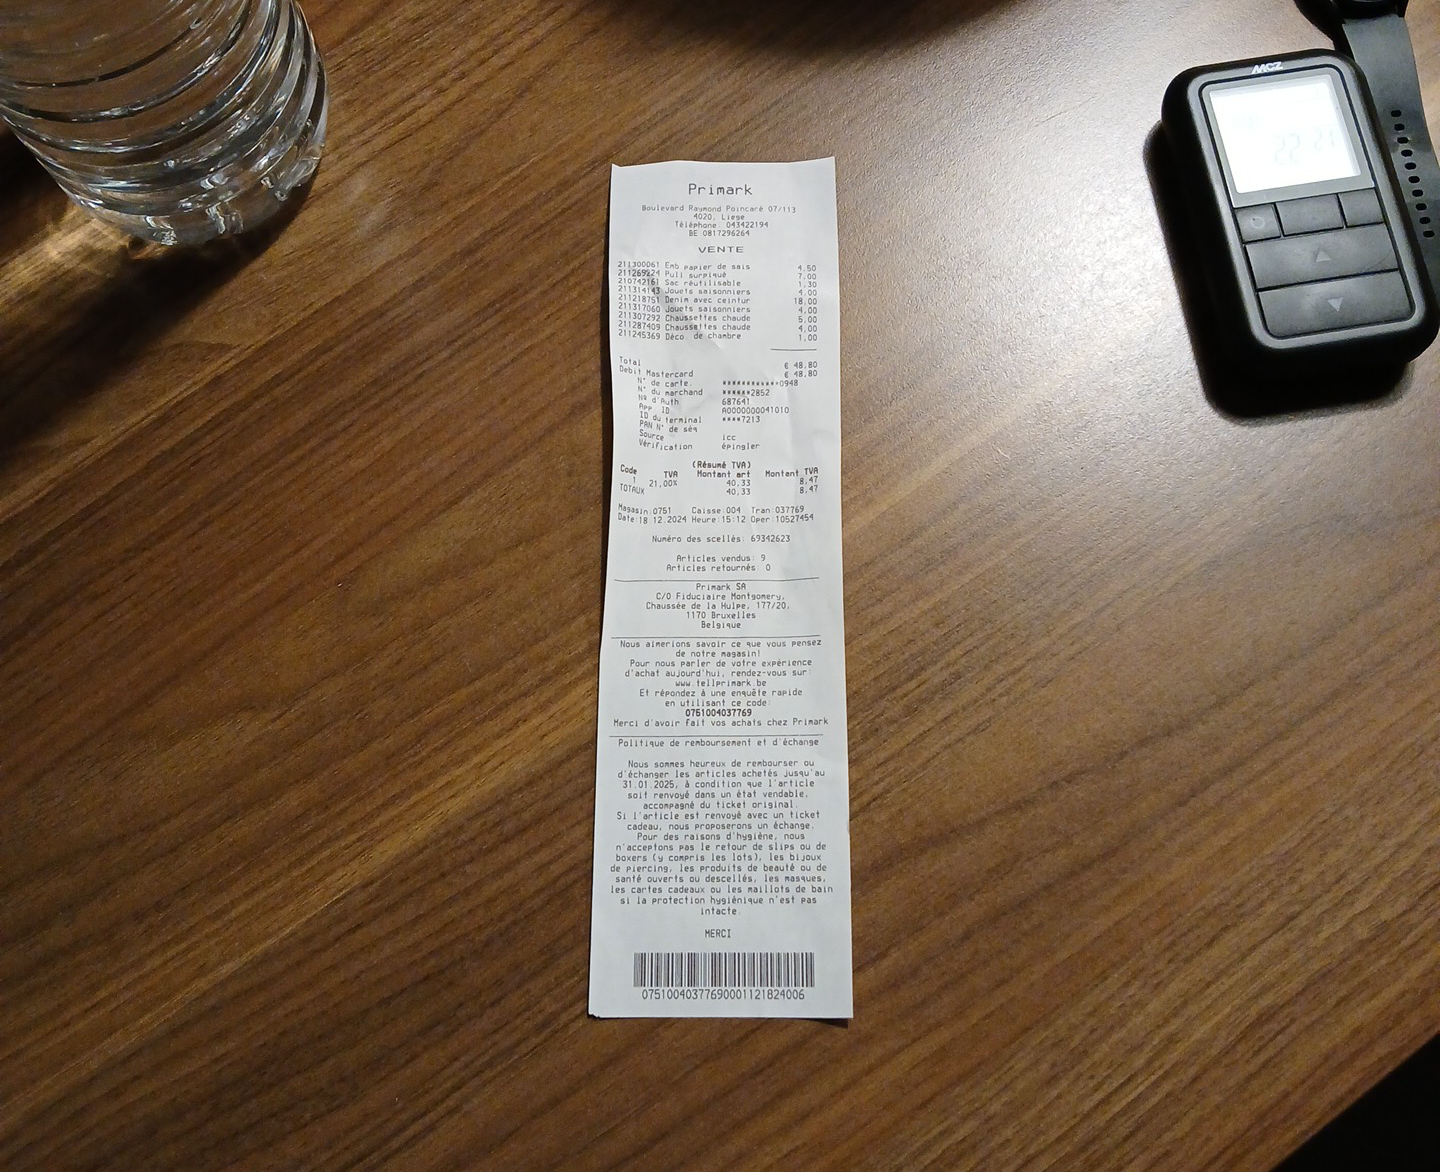 MCZ
22 21
Primark
Boulevard Raymond Poincaré 07/113
4020, Liege
Téléphone: 043422194
BE 0817296264
VENTE
211300061 Emb papier de sais 4,50
211269224 Pull surpiqué 7,00
210742161 Sac réutilisable 1,30
211314143 Jouets saisonniers 4,00
211218751 Denim avec ceintur 18,00
211317060 Jouets saisonniers 4,00
211307292 Chaussettes chaude 5,00
211287409 Chaussettes chaude 4,00
211245369 Déco. de chambre 1,00
Total € 48,80
Debit Mastercard € 48,80
N° de carte. ************0948
N° du marchand ******2852
Nº d'Auth 687641
App ID A0000000041010
ID du terminal ****7213
PAN N° de séq
Source icc
Vérification épingler
(Résumé TVA)
Code TVA Montant art Montant TVA
1 21,00% 40,33 8,47
TOTAUX 40,33 8,47
Magasin:0751 Caisse:004 Tran:037769
Date:18.12.2024 Heure:15:12 Oper:10527454
Numéro des scellés: 69342623
Articles vendus: 9
Articles retournés: 0
Primark SA
C/O Fiduciaire Montgomery,
Chaussée de la Hulpe, 177/20,
1170 Bruxelles
Belgique
Nous aimerions savoir ce que vous pensez
de notre magasin!
Pour nous parler de votre expérience
d'achat aujourd'hui, rendez-vous sur:
www.tellprimark.be
Et répondez à une enquête rapide
en utilisant ce code:
0751004037769
Merci d'avoir fait vos achats chez Primark
Politique de remboursement et d'échange
Nous sommes heureux de rembourser ou
d'échanger les articles achetés jusqu'au
31.01.2025, à condition que l'article
soit renvoyé dans un état vendable,
accompagné du ticket original.
Si l'article est renvoyé avec un ticket
cadeau, nous proposerons un échange.
Pour des raisons d'hygiène, nous
n'acceptons pas le retour de slips ou de
boxers (y compris les lots), les bijoux
de piercing, les produits de beauté ou de
santé ouverts ou descellés, les masques,
les cartes cadeaux ou les maillots de bain
si la protection hygiénique n'est pas
intacte.
MERCI
07510040377690001121824006